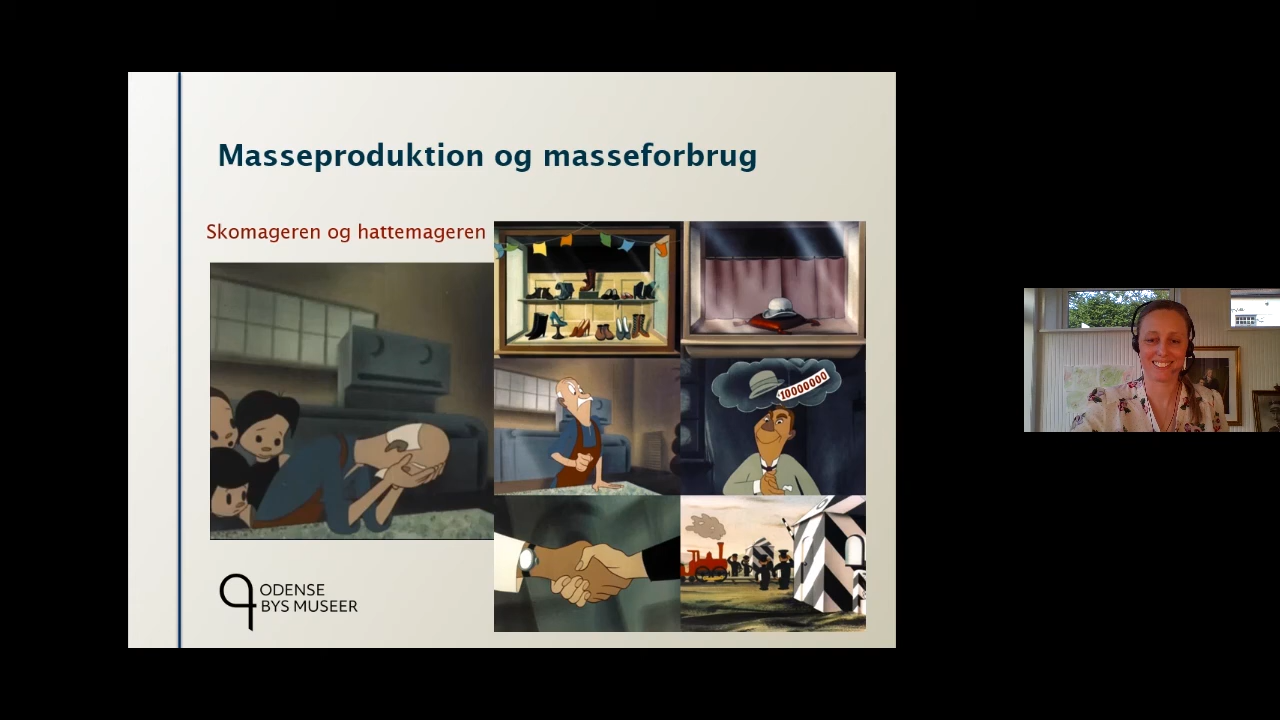 Masseproduktion og masseforbrug
Skomageren og hattemageren
10000000
ODENSE
BYS MUSEER